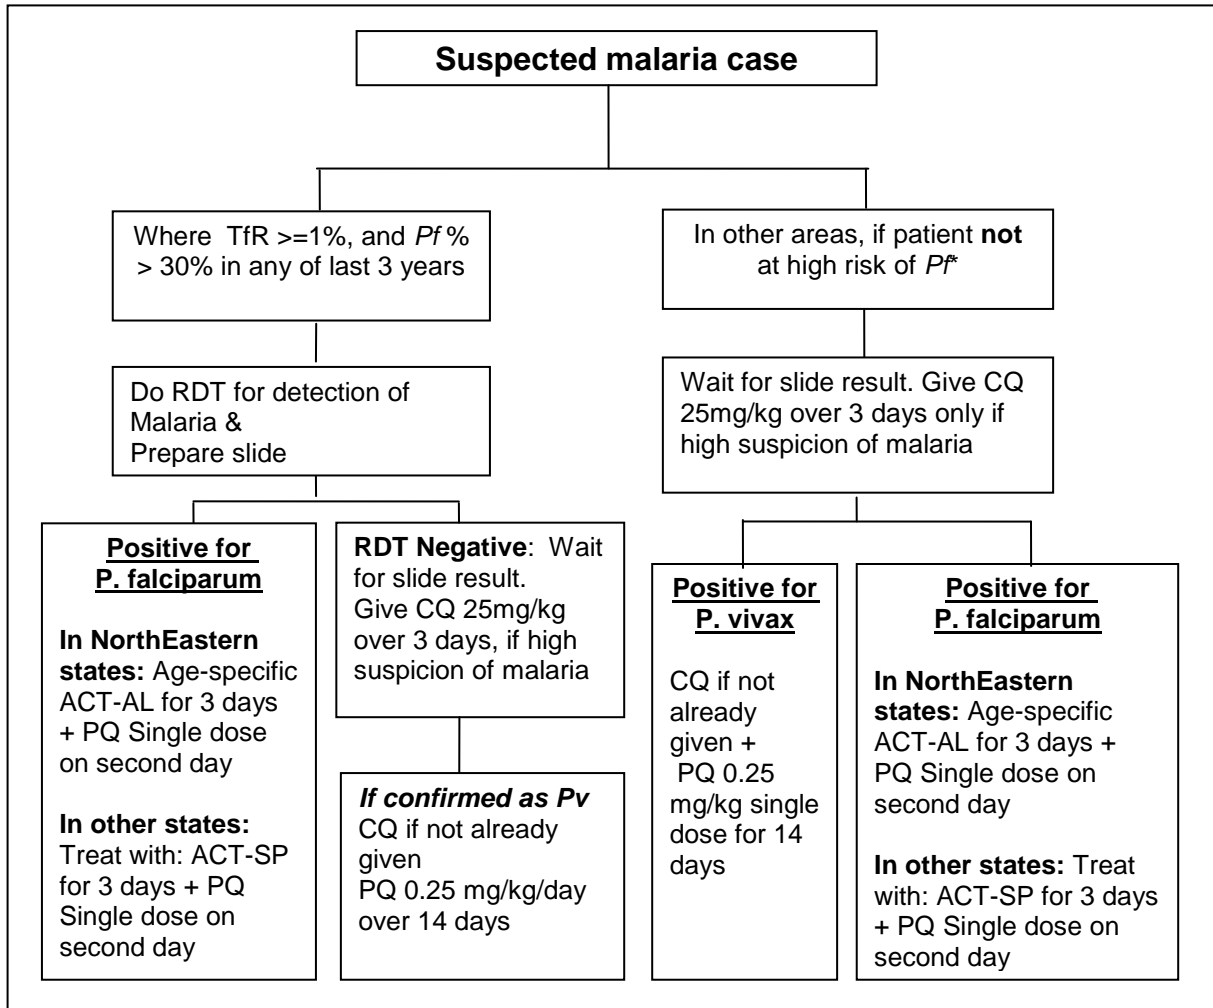 Suspected malaria case
Where TfR >=1%, and Pf %
> 30% in any of last 3 years
Do RDT for detection of
Malaria &
Prepare slide
Positive for
P. falciparum
In NorthEastern
states: Age-specific
ACT-AL for 3 days
+ PQ Single dose
on second day
In other states:
Treat with: ACT-SP
for 3 days + PQ
Single dose on
second day
RDT Negative: Wait
for slide result.
Give CQ 25mg/kg
over 3 days, if high
suspicion of malaria
If confirmed as Pv
CQ if not already
given
PQ 0.25 mg/kg/day
over 14 days
In other areas, if patient not
at high risk of Pf*
Wait for slide result. Give CQ
25mg/kg over 3 days only if
high suspicion of malaria
Positive for
P. vivax
CQ if not
already
given +
PQ 0.25
mg/kg single
dose for 14
days
Positive for
P. falciparum
In NorthEastern
states: Age-specific
ACT-AL for 3 days +
PQ Single dose on
second day
In other states: Treat
with: ACT-SP for 3 days
+ PQ Single dose on
second day